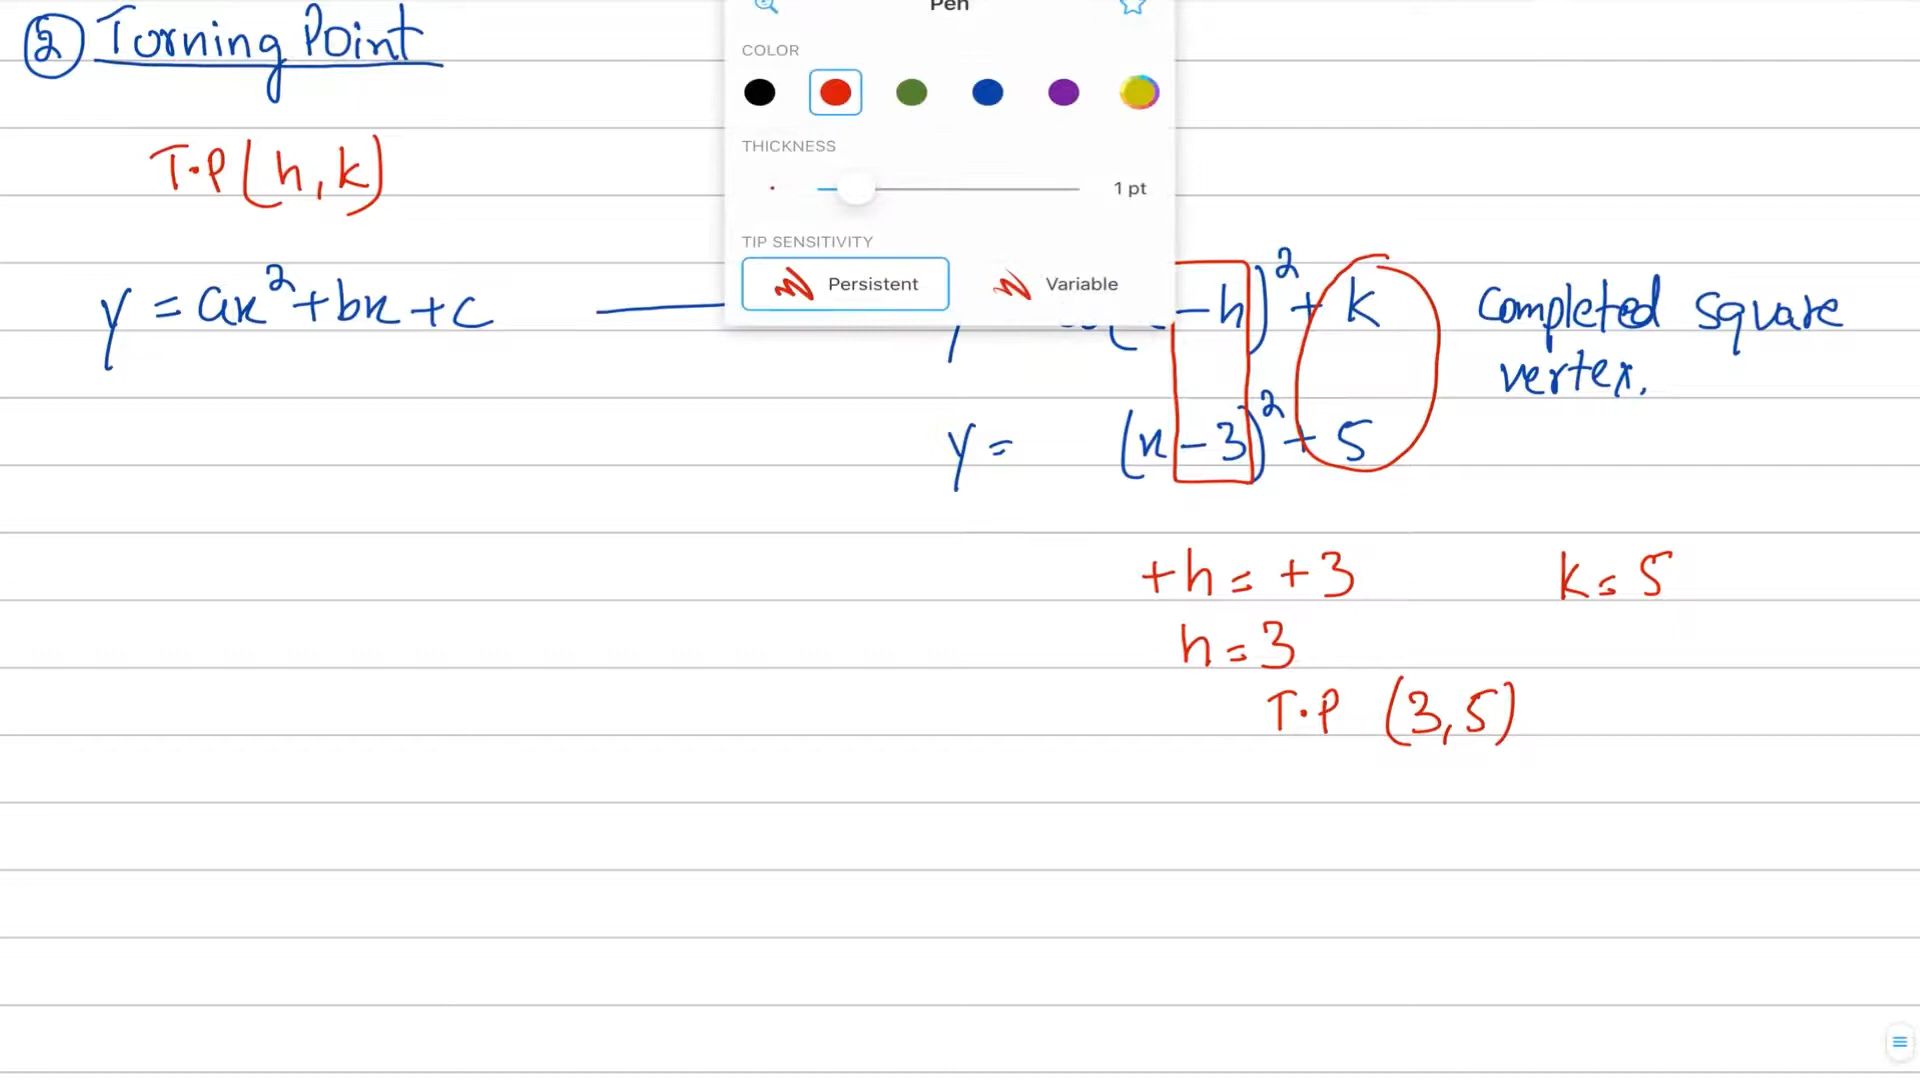 ② Torning Point
Pen
COLOR
T.P(h,k)
THICKNESS
1 pt
TIP SENSITIVITY
Persistent
Variable
y = ax²+bx+c
-h)²+k
Completed square
vertex.
y = (x-3)²+5
+h = +3
k = 5
h = 3
T.P (3,5)